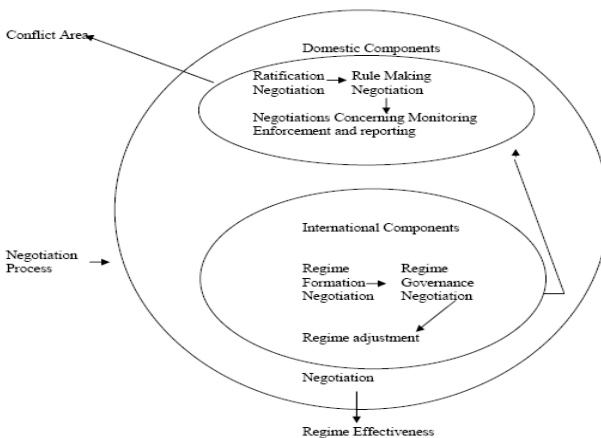 Conflict Area
Domestic Components
Ratification Negotiation
Rule Making Negotiation
Negotiations Concerning Monitoring
Enforcement and reporting
International Components
Negotiation
Process
Regime
Formation
Negotiation
Regime
Governance
Negotiation
Regime adjustment
Negotiation
Regime Effectiveness